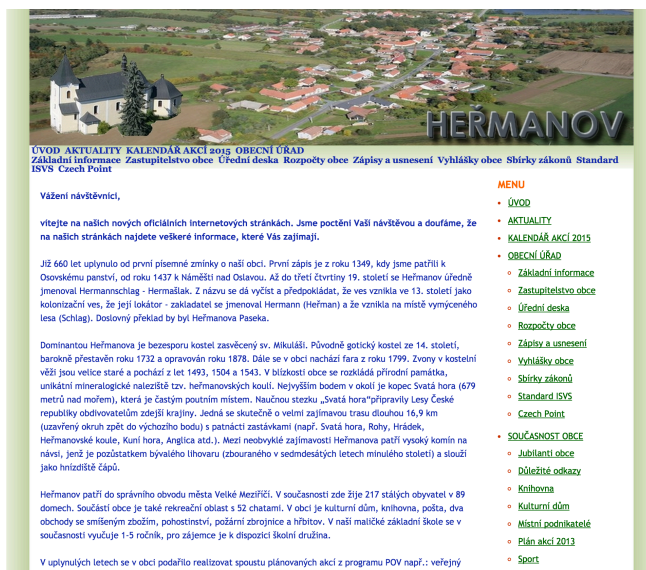 HEŘMANOV
ÚVOD AKTUALITY KALENDÁŘ AKCÍ 2015 OBECNÍ ÚŘAD
Základní informace Zastupitelstvo obce Úřední deska Rozpočty obce Zápisy a usnesení Vyhlášky obce Sbírky zákonů Standard
ISVS Czech Point
Vážení návštěvníci,
vítejte na našich nových oficiálních internetových stránkách. Jsme poctěni Vaší návštěvou a doufáme, že
na našich stránkách najdete veškeré informace, které Vás zajímají.
Již 660 let uplynulo od první písemné zmínky o naší obci. První zápis je z roku 1349, kdy jsme patřili k
Osovskému panství, od roku 1437 k Náměšti nad Oslavou. Až do třetí čtvrtiny 19. století se Heřmanov úředně
jmenoval Hermannschlag - Hermašlak. Z názvu se dá vyčíst a předpokládat, že ves vznikla ve 13. století jako
kolonizační ves, že její lokátor - zakladatel se jmenoval Hermann (Heřman) a že vznikla na místě vymýceného
lesa (Schlag). Doslovný překlad by byl Heřmanova Paseka.
Dominantou Heřmanova je bezesporu kostel zasvěcený sv. Mikuláši. Původně gotický kostel ze 14. století,
barokně přestavěn roku 1732 a opravován roku 1878. Dále se v obci nachází fara z roku 1799. Zvony v kostelní
věži jsou velice staré a pochází z let 1493, 1504 a 1543. V blízkosti obce se rozkládá přírodní památka,
unikátní mineralogické naleziště tzv. heřmanovských koulí. Nejvyšším bodem v okolí je kopec Svatá hora (679
metrů nad mořem), která je častým poutním místem. Naučnou stezku „Svatá hora“připravily Lesy České
republiky obdivovatelům zdejší krajiny. Jedná se skutečně o velmi zajímavou trasu dlouhou 16,9 km
(uzavřený okruh zpět do výchozího bodu) s patnácti zastávkami (např. Svatá hora, Rohy, Hrádek,
Heřmanovské koule, Kuní hora, Anglica atd.). Mezi neobvyklé zajímavosti Heřmanova patří vysoký komín na
návsi, jenž je pozůstatkem bývalého lihovaru (zbouraného v sedmdesátých letech minulého století) a slouží
jako hnízdiště čápů.
Heřmanov patří do správního obvodu města Velké Meziříčí. V současnosti zde žije 217 stálých obyvatel v 89
domech. Součástí obce je také rekreační oblast s 52 chatami. V obci je kulturní dům, knihovna, pošta, dva
obchody se smíšeným zbožím, pohostinství, požární zbrojnice a hřbitov. V naší maličké základní škole se v
současnosti vyučuje 1-5 ročník, pro zájemce je k dispozici školní družina.
V uplynulých letech se v obci podařilo realizovat spoustu plánovaných akcí z programu POV např.: veřejný
MENU
ÚVOD
AKTUALITY
KALENDÁŘ AKCÍ 2015
OBECNÍ ÚŘAD
Základní informace
Zastupitelstvo obce
Úřední deska
Rozpočty obce
Zápisy a usnesení
Vyhlášky obce
Sbírky zákonů
Standard ISVS
Czech Point
SOUČASNOST OBCE
Jubilanti obce
Důležité odkazy
Knihovna
Kulturní dům
Místní podnikatelé
Plán akcí 2013
Sport